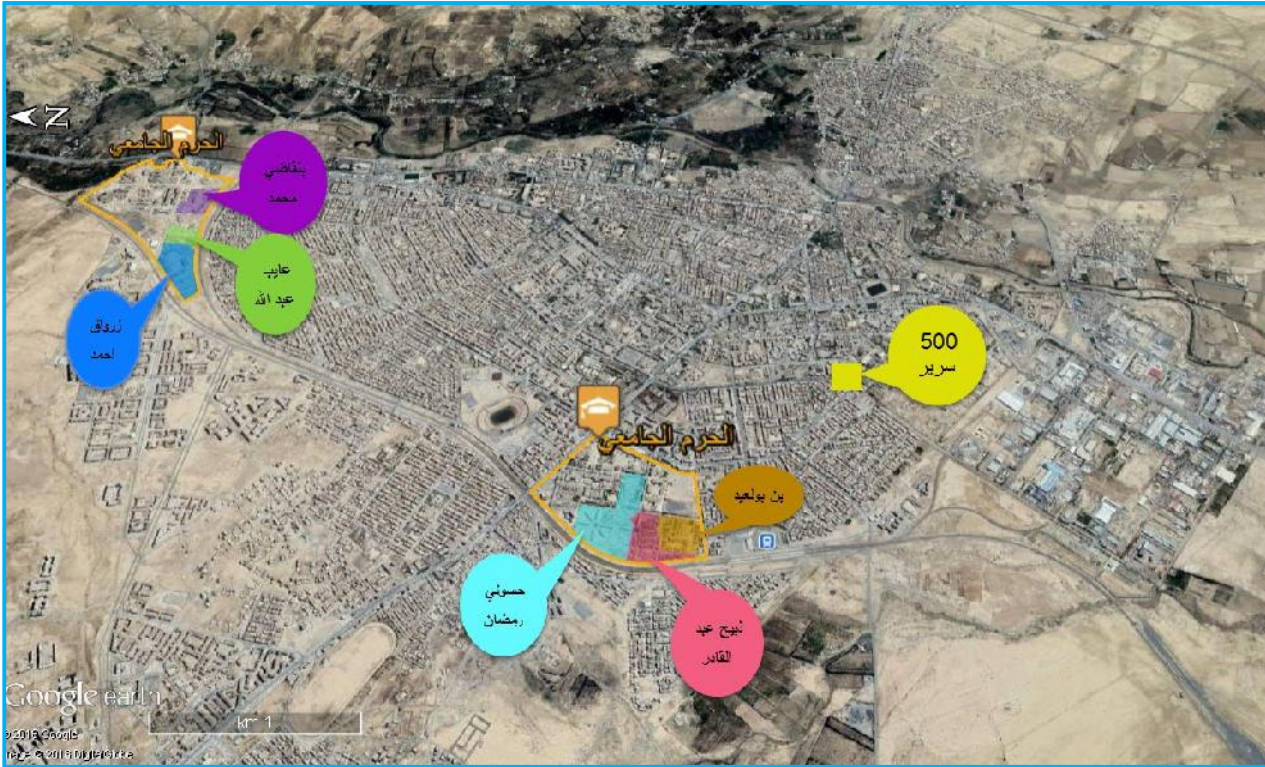 N
الحرم الجامعي
بلقاضي
محمد
عايب
عبد الله
زرواق
احمد
500
سرير
الحرم الجامعي
بن بولعيد
حسوني
رمضان
لبيح عبد
القادر
Google earth
km 1